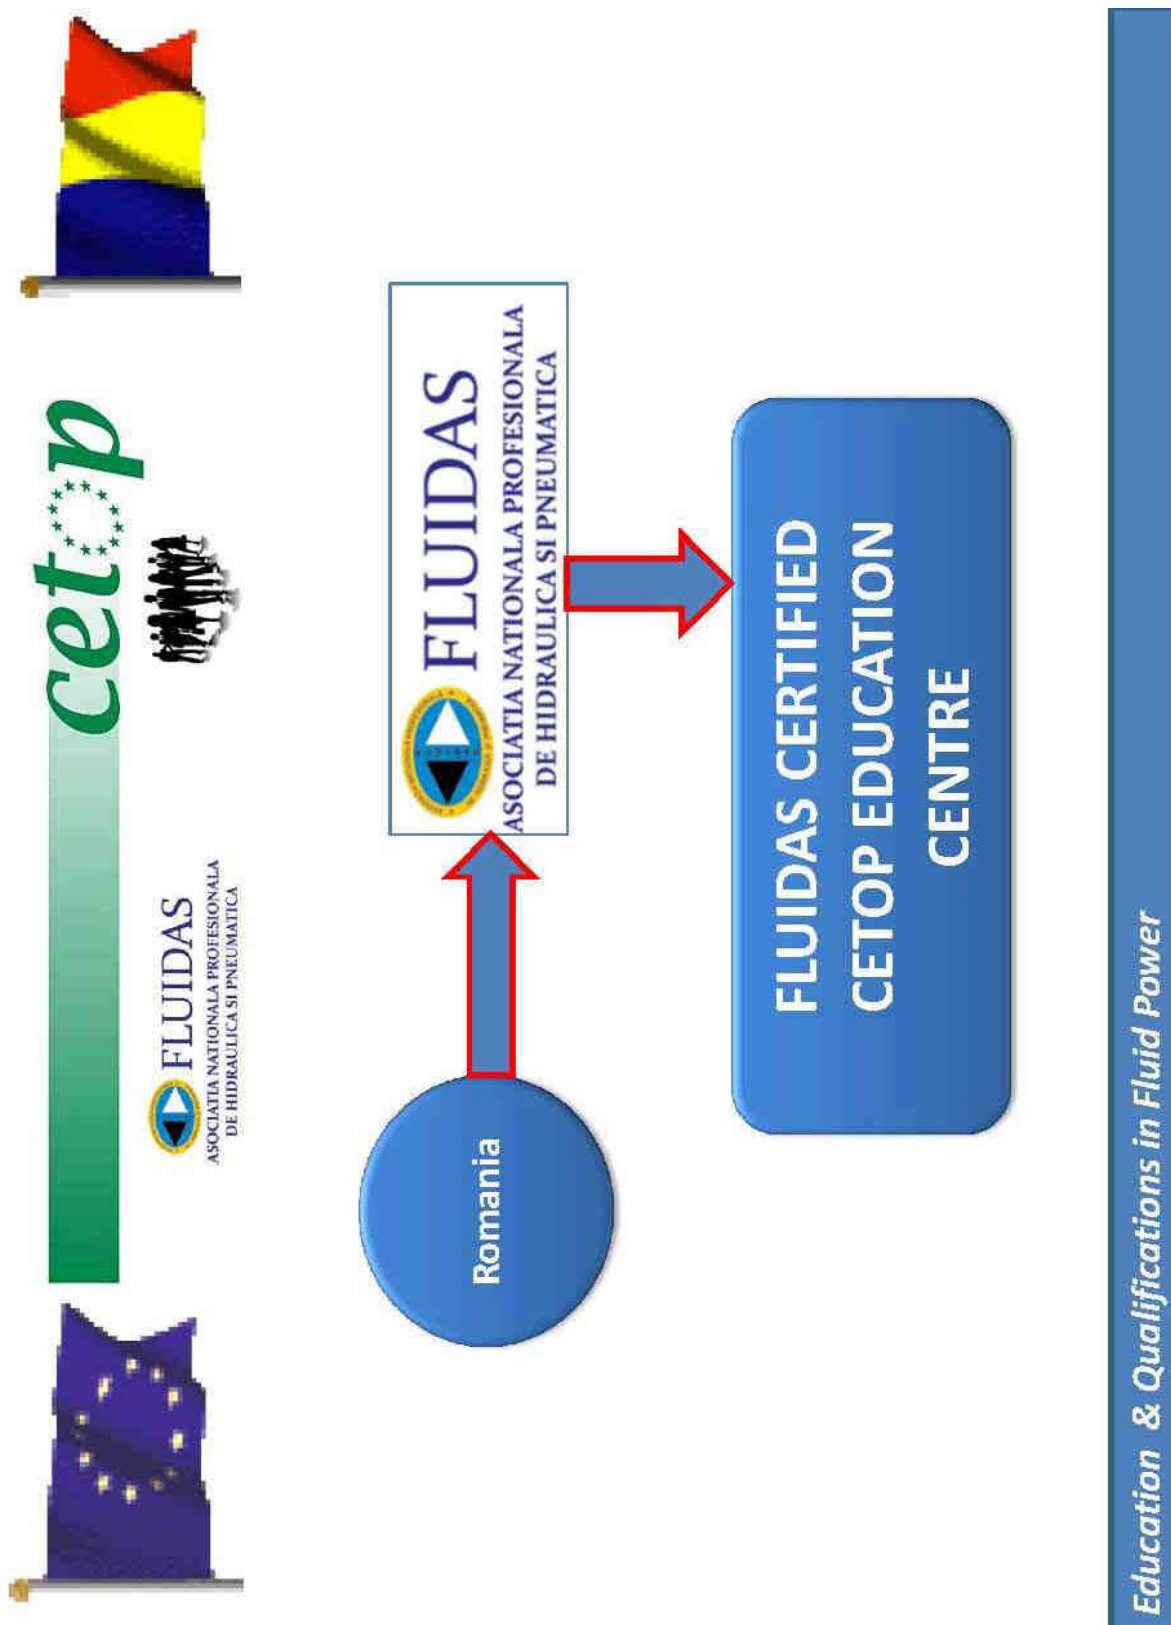 cetop
FLUIDAS
ASOCIATIA NATIONALA PROFESIONALA
DE HIDRAULICA SI PNEUMATICA
Romania
FLUIDAS
ASOCIATIA NATIONALA PROFESIONALA
DE HIDRAULICA SI PNEUMATICA
FLUIDAS CERTIFIED
CETOP EDUCATION
CENTRE
Education & Qualifications in Fluid Power